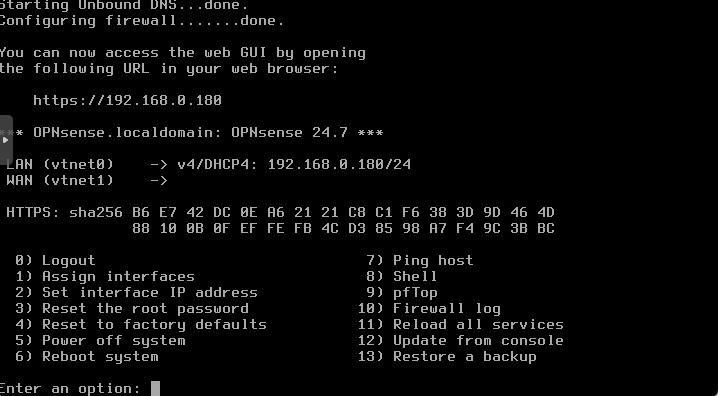 Starting Unbound DNS...done.
Configuring firewall.......done.
You can now access the web GUI by opening
the following URL in your web browser:
https://192.168.0.180
*** OPNsense.localdomain: OPNsense 24.7 ***
LAN (vtnet0) -> v4/DHCP4: 192.168.0.180/24
WAN (vtnet1) ->
HTTPS: sha256 B6 E7 42 DC 0E A6 21 21 C8 C1 F6 38 3D 9D 46 4D
88 10 0B 0F EF FE FB 4C D3 85 98 A7 F4 9C 3B BC
0) Logout 7) Ping host
1) Assign interfaces 8) Shell
2) Set interface IP address 9) pfTop
3) Reset the root password 10) Firewall log
4) Reset to factory defaults 11) Reload all services
5) Power off system 12) Update from console
6) Reboot system 13) Restore a backup
Enter an option: